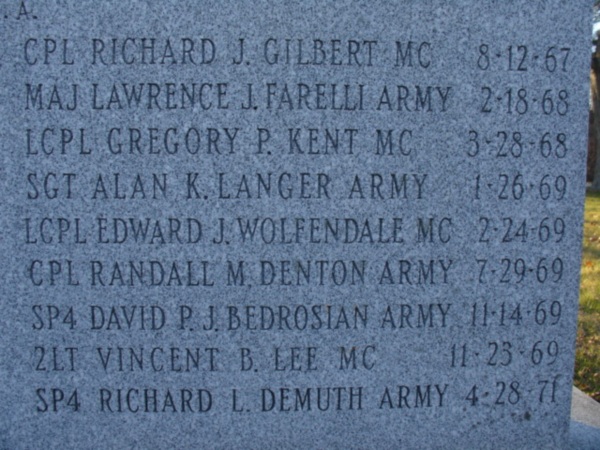 . A.
CPL RICHARD J. GILBERT MC 8-12-67
MAJ LAWRENCE J. FARELLI ARMY 2-18-68
LCPL GREGORY P. KENT MC 3-28-68
SGT ALAN K. LANGER ARMY 1-26-69
LCPL EDWARD J. WOLFENDALE MC 2-24-69
CPL RANDALL M. DENTON ARMY 7-29-69
SP4 DAVID P. J. BEDROSIAN ARMY 11-14-69
2LT VINCENT B. LEE MC 11-23-69
SP4 RICHARD L. DEMUTH ARMY 4-28-71